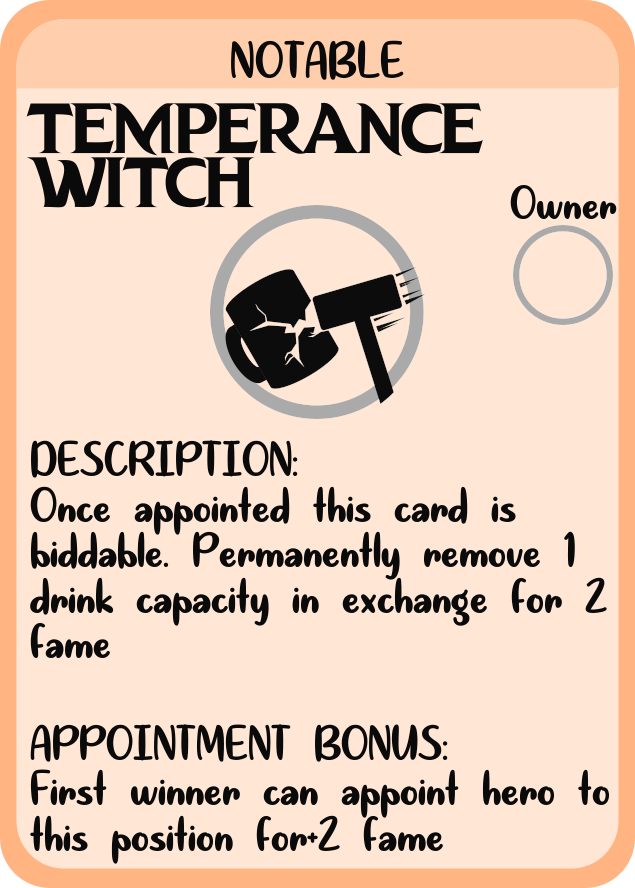 NOTABLE
TEMPERANCE
WITCH
Owner
DESCRIPTION:
Once appointed this card is
biddable. Permanently remove 1
drink capacity in exchange for 2
fame
APPOINTMENT BONUS:
First winner can appoint hero to
this position for+2 fame